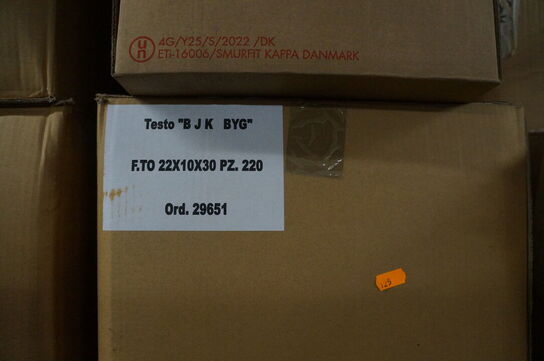 4G/Y25/S/2022 /DK
ETI-16006/SMURFIT KAPPA DANMARK
Testo "B J K BYG"
F.TO 22X10X30 PZ. 220
Ord. 29651